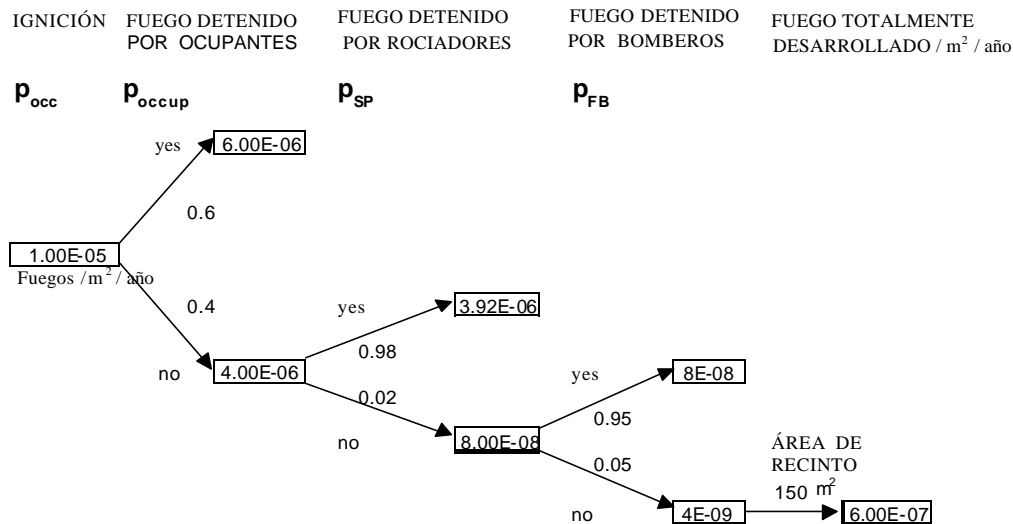 IGNICIÓN
FUEGO DETENIDO
POR OCUPANTES
FUEGO DETENIDO
POR ROCIADORES
FUEGO DETENIDO
POR BOMBEROS
FUEGO TOTALMENTE
DESARROLLADO / m² / año
p_occ
p_occup
p_SP
p_FB
yes
6.00E-06
0.6
1.00E-05
Fuegos /m² / año
0.4
yes
3.92E-06
0.98
no
4.00E-06
0.02
yes
8E-08
0.95
no
8.00E-08
0.05
ÁREA DE
RECINTO
150 m²
no
4E-09
6.00E-07